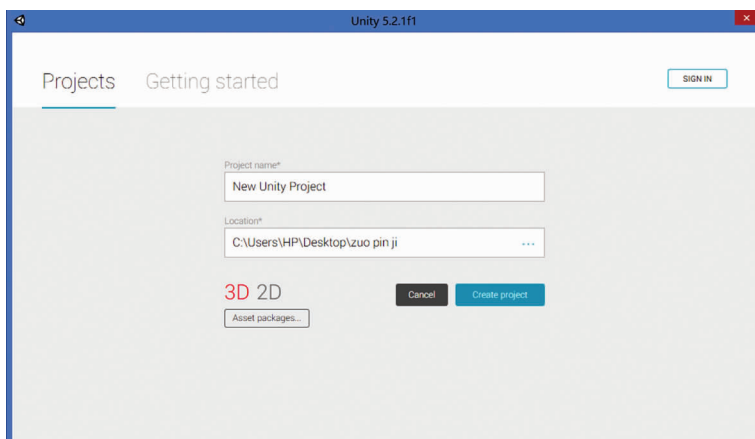 Unity 5.2.1f1
Projects Getting started SIGN IN
Project name*
New Unity Project
Location*
C:\Users\HP\Desktop\zuo pin ji ...
3D 2D Cancel Create project
Asset packages...